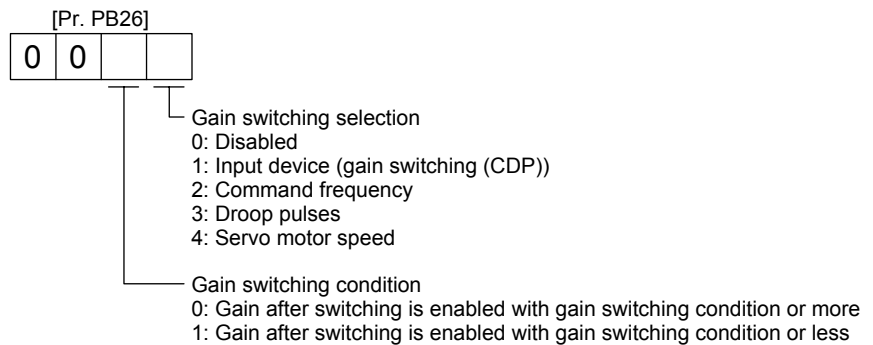 [Pr. PB26]
0 0
Gain switching selection
0: Disabled
1: Input device (gain switching (CDP))
2: Command frequency
3: Droop pulses
4: Servo motor speed
Gain switching condition
0: Gain after switching is enabled with gain switching condition or more
1: Gain after switching is enabled with gain switching condition or less